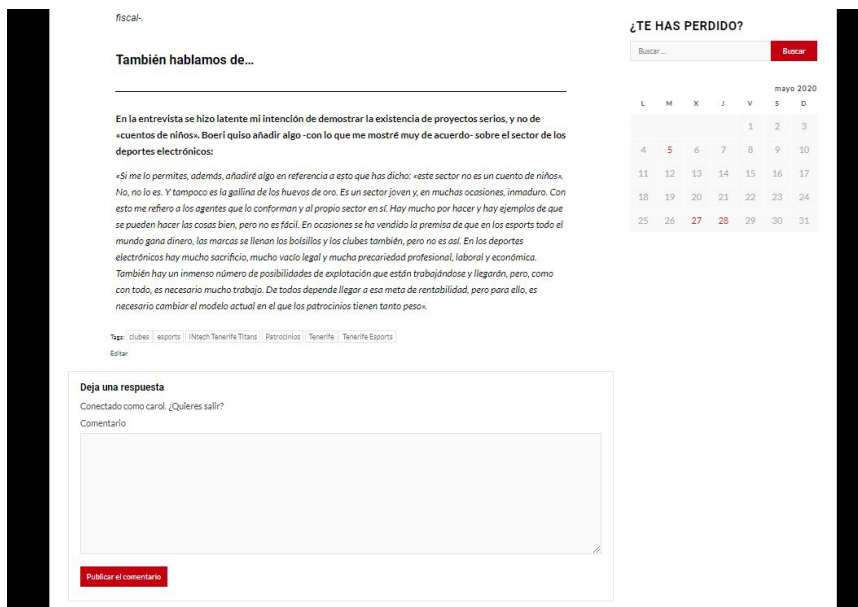 fiscal-.
También hablamos de...
En la entrevista se hizo latente mi intención de demostrar la existencia de proyectos serios, y no de
«cuentos de niños». Boeri quiso añadir algo -con lo que me mostré muy de acuerdo- sobre el sector de los
deportes electrónicos:
«Si me lo permites, además, añadiré algo en referencia a esto que has dicho: «este sector no es un cuento de niños».
No, no lo es. Y tampoco es la gallina de los huevos de oro. Es un sector joven y, en muchas ocasiones, inmaduro. Con
esto me refiero a los agentes que lo conforman y al propio sector en sí. Hay mucho por hacer y hay ejemplos de que
se pueden hacer las cosas bien, pero no es fácil. En ocasiones se ha vendido la premisa de que en los esports todo el
mundo gana dinero, las marcas se llenan los bolsillos y los clubes también, pero no es así. En los deportes
electrónicos hay mucho sacrificio, mucho vacío legal y mucha precariedad profesional, laboral y económica.
También hay un inmenso número de posibilidades de explotación que están trabajándose y llegarán, pero, como
con todo, es necesario mucho trabajo. De todos depende llegar a esa meta de rentabilidad, pero para ello, es
necesario cambiar el modelo actual en el que los patrocinios tienen tanto peso».
Tags: clubes esports INtech Tenerife Titans Patrocinios Tenerife Tenerife Esports
Editar
Deja una respuesta
Conectado como carol. ¿Quieres salir?
Comentario
Publicar el comentario
¿TE HAS PERDIDO?
Buscar ... Buscar
mayo 2020
L M X J V S D
1 2 3
4 5 6 7 8 9 10
11 12 13 14 15 16 17
18 19 20 21 22 23 24
25 26 27 28 29 30 31